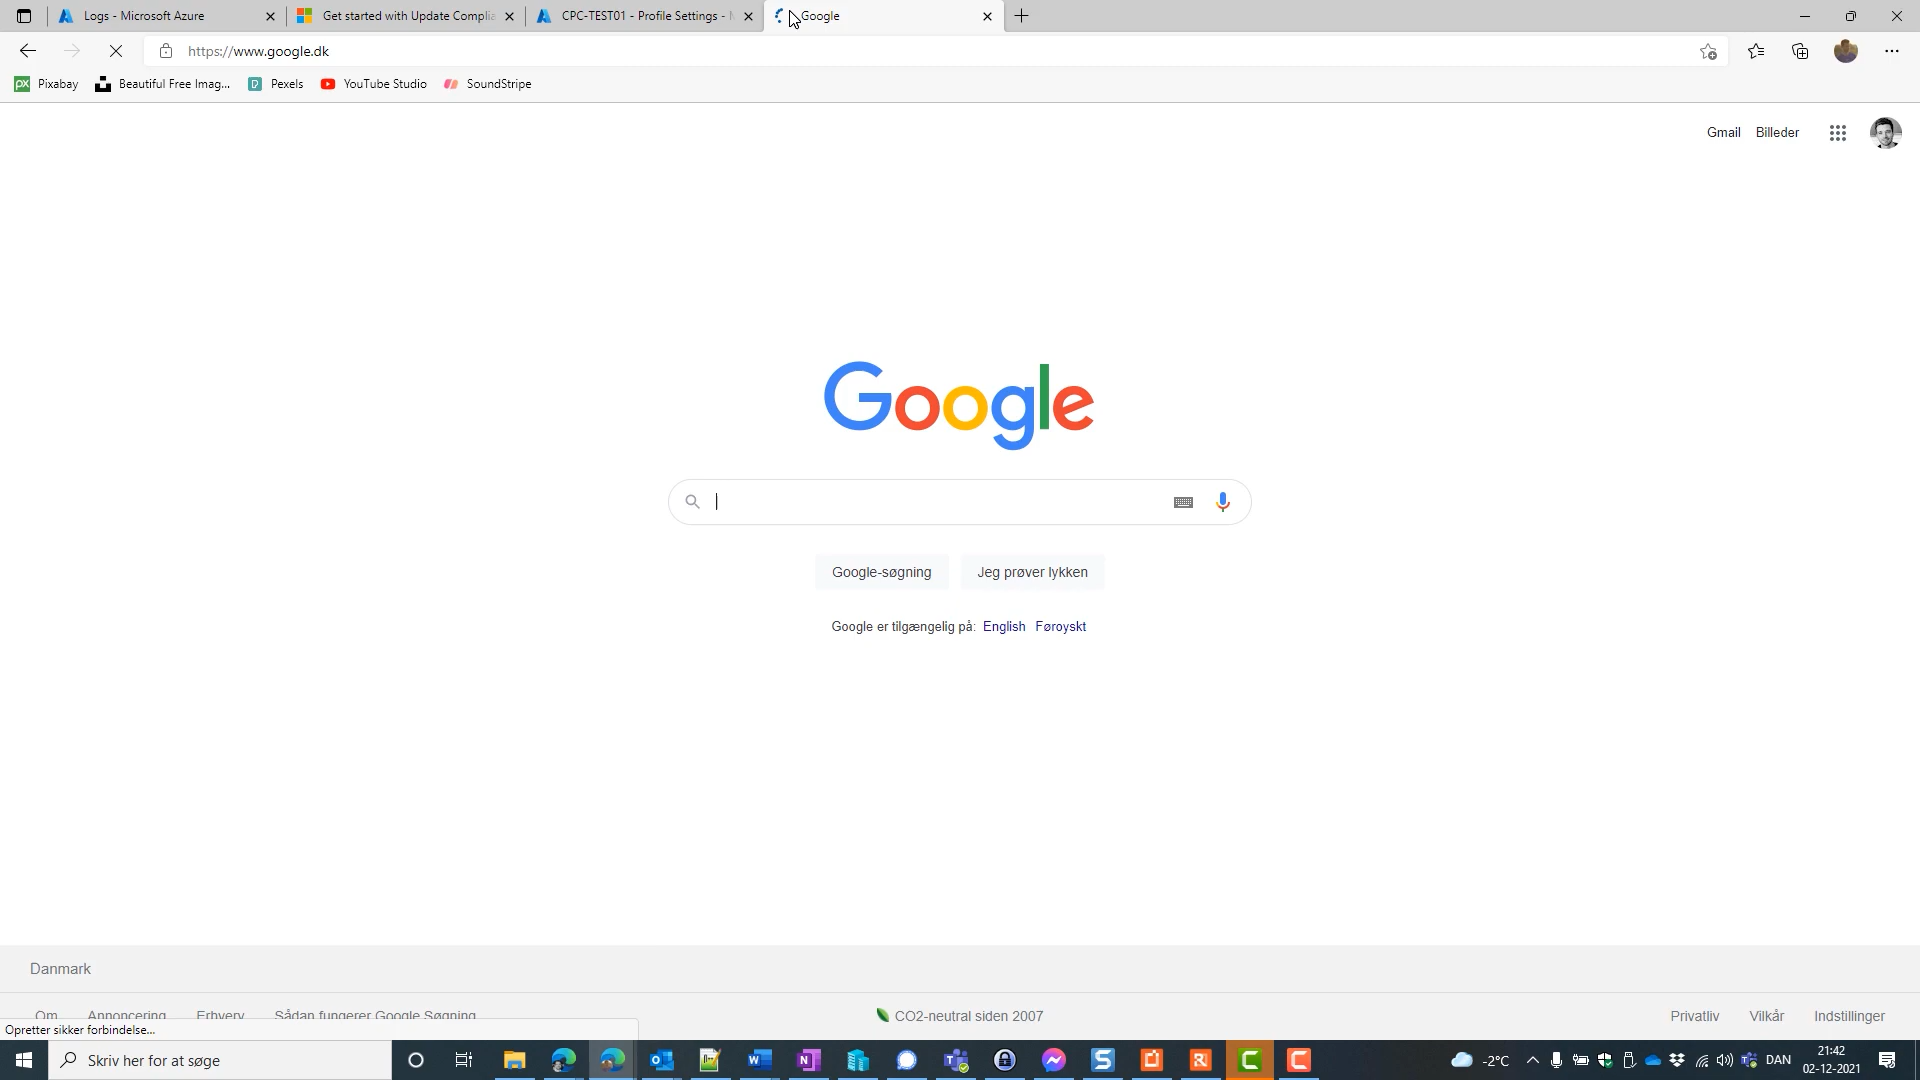 Logs - Microsoft Azure
Get started with Update Complia
CPC-TEST01 - Profile Settings -
Google
https://www.google.dk
Pixabay
Beautiful Free Imag...
Pexels
YouTube Studio
SoundStripe
Gmail
Billeder
Google
Google-søgning
Jeg prøver lykken
Google er tilgængelig på: English Føroyskt
Danmark
Om
Annoncering
Erhverv
Sådan fungerer Google Søgning
CO2-neutral siden 2007
Privatliv
Vilkår
Indstillinger
Opretter sikker forbindelse...
Skriv her for at søge
-2°C
DAN
21:42
02-12-2021